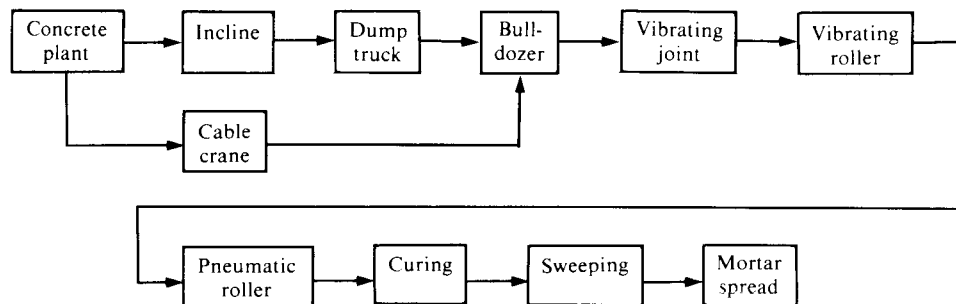 Concrete
plant
Incline
Dump
truck
Bull-
dozer
Vibrating
joint
Vibrating
roller
Cable
crane
Pneumatic
roller
Curing
Sweeping
Mortar
spread